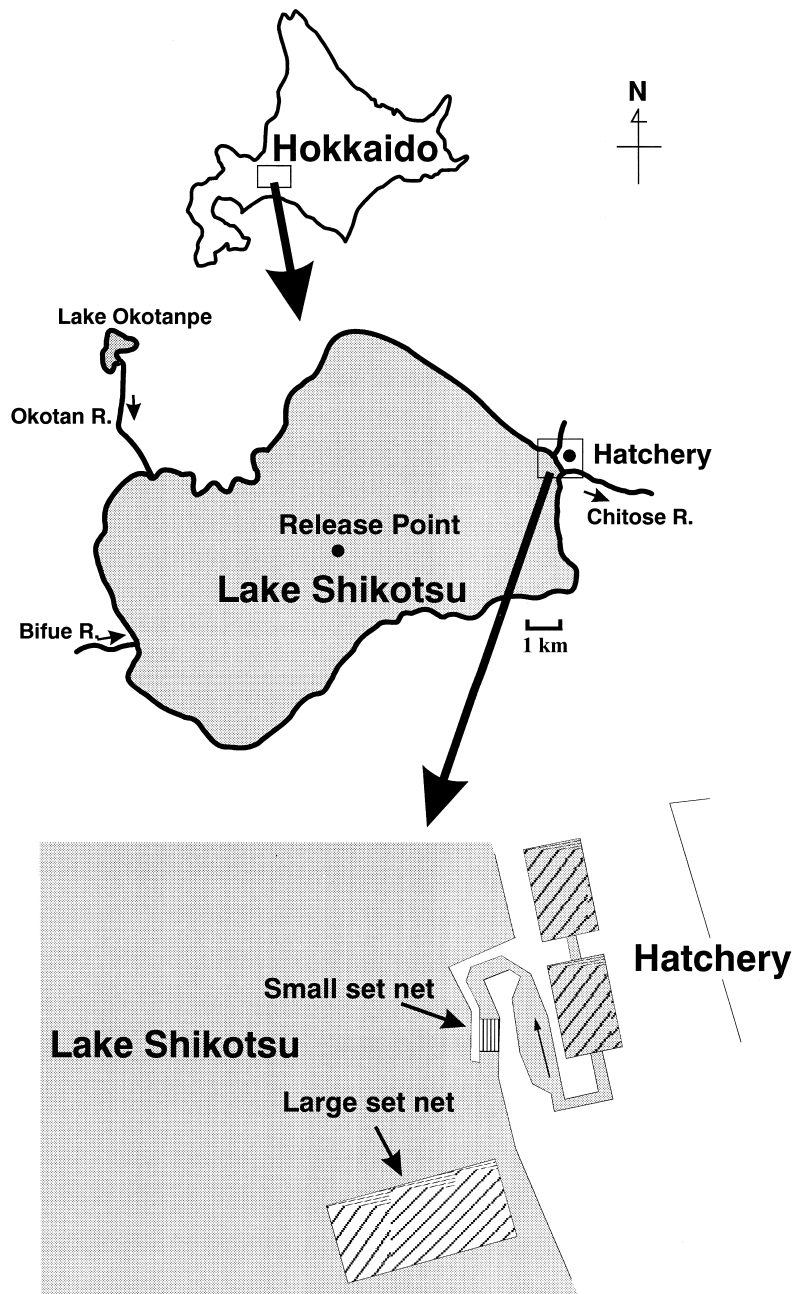 N
Hokkaido
Lake Okotanpe
Okotan R.
Hatchery
Chitose R.
Release Point
Lake Shikotsu
Bifue R.
1 km
Hatchery
Small set net
Lake Shikotsu
Large set net